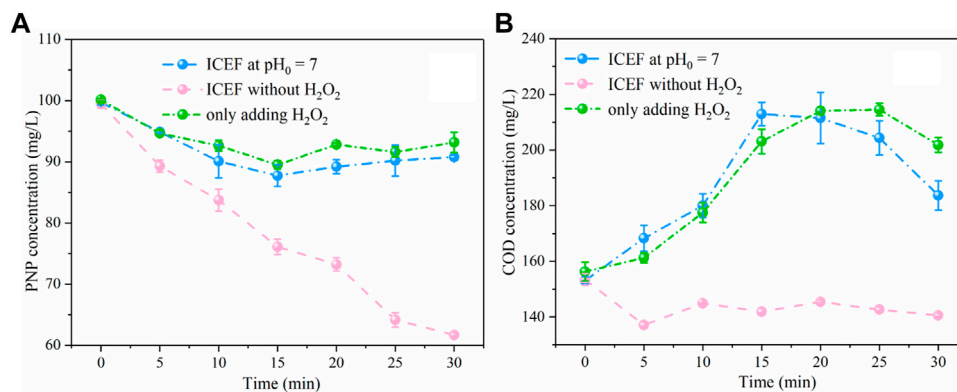 A
110
100
90
80
70
60
PNP concentration (mg/L)
ICEF at pH₀ = 7
ICEF without H₂O₂
only adding H₂O₂
0 5 10 15 20 25 30
Time (min)
B
240
220
200
180
160
140
COD concentration (mg/L)
ICEF at pH₀ = 7
ICEF without H₂O₂
only adding H₂O₂
0 5 10 15 20 25 30
Time (min)